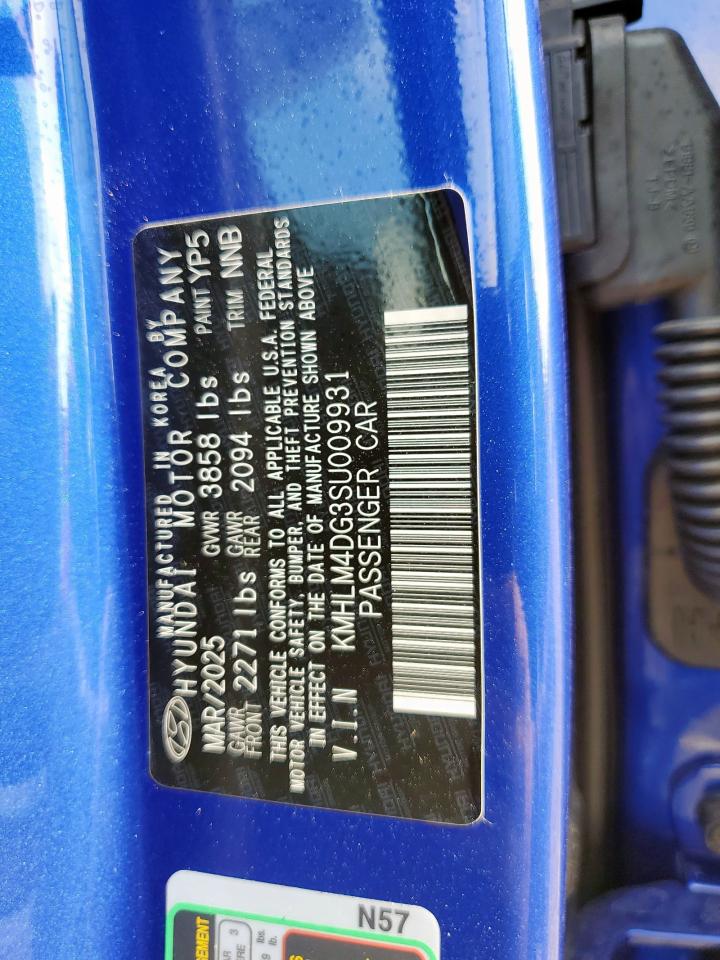 MANUFACTURED IN KOREA BY
HYUNDAI MOTOR COMPANY
MAR/2025 GVWR 3858 lbs PAINT YP5
GAWR FRONT 2271lbs GAWR REAR 2094 lbs TRIM NNB
THIS VEHICLE CONFORMS TO ALL APPLICABLE U.S.A. FEDERAL
MOTOR VEHICLE SAFETY, BUMPER, AND THEFT PREVENTION STANDARDS
IN EFFECT ON THE DATE OF MANUFACTURE SHOWN ABOVE
V.I.N KMHLM4DG3SU009931
PASSENGER CAR
N57